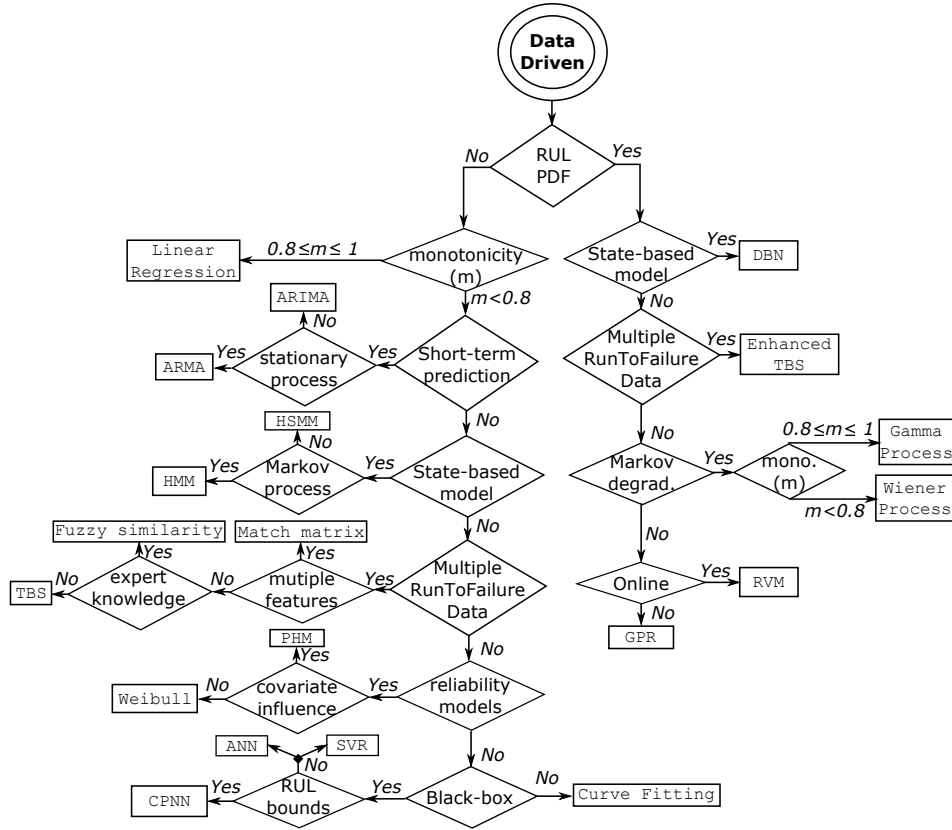 Data
Driven
No
RUL
PDF
Yes
Linear
Regression
0.8≤m≤ 1
monotonicity
(m)
m<0.8
State-based
model
Yes
DBN
No
ARIMA
No
ARMA
Yes
stationary
process
Yes
Short-term
prediction
No
Multiple
RunToFailure
Data
Yes
Enhanced
TBS
No
HSMM
No
HMM
Yes
Markov
process
Yes
State-based
model
No
Markov
degrad.
Yes
mono.
(m)
0.8≤m≤ 1
Gamma
Process
m<0.8
Wiener
Process
No
Fuzzy similarity
Yes
Match matrix
Yes
TBS
No
expert
knowledge
No
mutiple
features
Yes
Multiple
RunToFailure
Data
No
Online
Yes
RVM
No
GPR
PHM
Yes
Weibull
No
covariate
influence
Yes
reliability
models
No
ANN
SVR
No
CPNN
Yes
RUL
bounds
Yes
Black-box
No
Curve Fitting